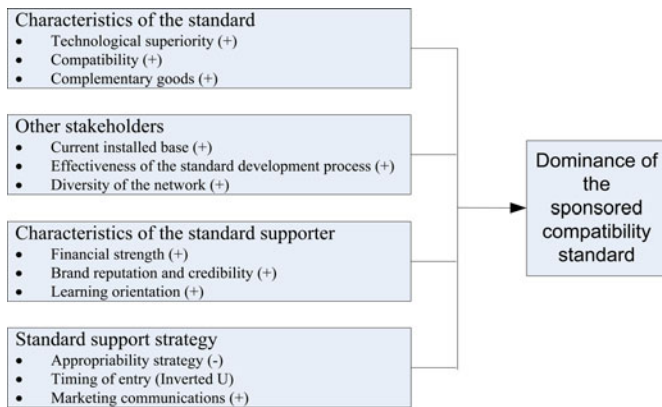 Characteristics of the standard
• Technological superiority (+)
• Compatibility (+)
• Complementary goods (+)
Other stakeholders
• Current installed base (+)
• Effectiveness of the standard development process (+)
• Diversity of the network (+)
Characteristics of the standard supporter
• Financial strength (+)
• Brand reputation and credibility (+)
• Learning orientation (+)
Standard support strategy
• Appropriability strategy (-)
• Timing of entry (Inverted U)
• Marketing communications (+)
Dominance of
the
sponsored
compatibility
standard